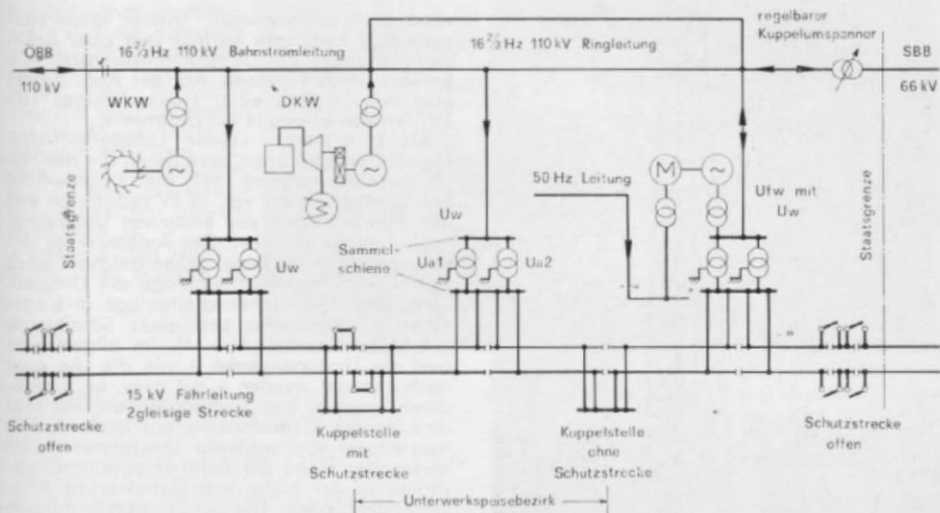 regelbarer
Kuppelumspanner
ÖBB
16⅔ Hz 110 kV Bahnstromleitung
16⅔ Hz 110 kV Ringleitung
SBB
110 kV
66 kV
WKW
DKW
~
~
M
~
50 Hz Leitung
Ufw mit
Uw
Staatsgrenze
Uw
Sammel-
schiene
Uw
Ua1
Ua2
Staatsgrenze
15 kV Fahrleitung
2gleisige Strecke
Schutzstrecke
offen
Kuppelstelle
mit
Schutzstrecke
Kuppelstelle
ohne
Schutzstrecke
Schutzstrecke
offen
Unterwerkspeisebezirk